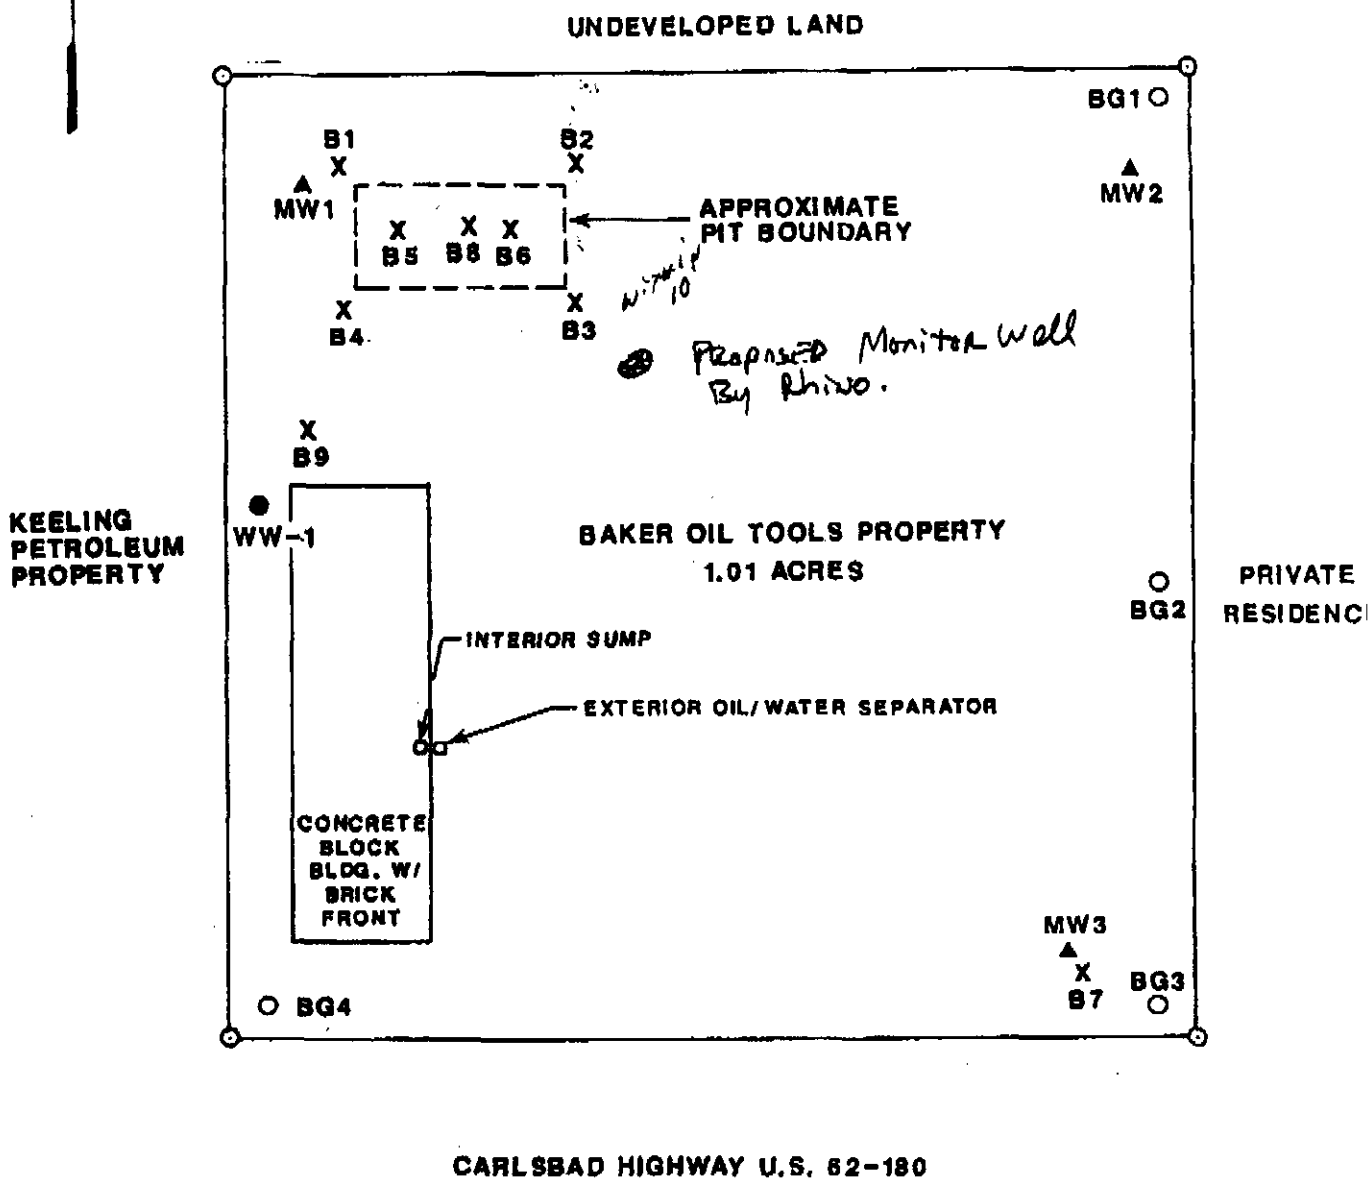 UNDEVELOPED LAND
BG1
B1
B2
MW1
MW2
APPROXIMATE
PIT BOUNDARY
B5
B8
B6
10
B4
B3
Proposed Monitor Well
By Rhino.
B9
WW-1
KEELING
PETROLEUM
PROPERTY
BAKER OIL TOOLS PROPERTY
1.01 ACRES
PRIVATE
RESIDENC
BG2
INTERIOR SUMP
EXTERIOR OIL/WATER SEPARATOR
CONCRETE
BLOCK
BLDG. W/
BRICK
FRONT
MW3
B7
BG3
BG4
CARLSBAD HIGHWAY U.S. 62-180